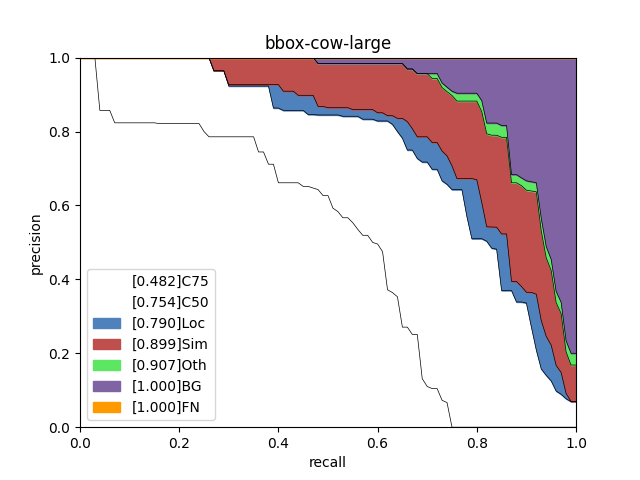 bbox-cow-large
precision
1.0
0.8
0.6
0.4
0.2
0.0
[0.482]C75
[0.754]C50
[0.790]Loc
[0.899]Sim
[0.907]Oth
[1.000]BG
[1.000]FN
0.0 0.2 0.4 0.6 0.8 1.0
recall